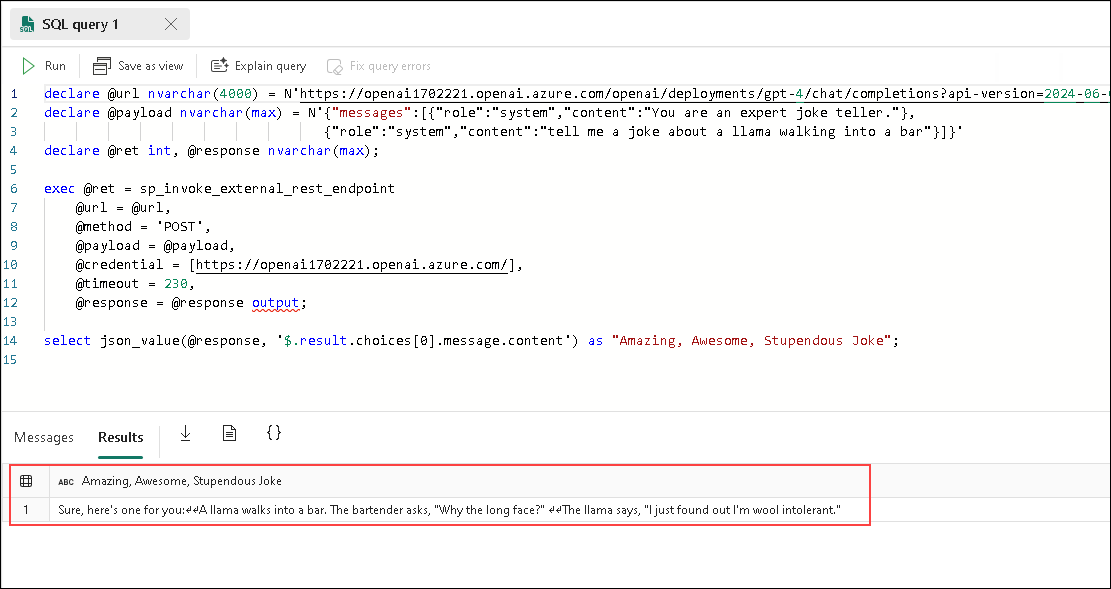 SQL query 1
Run Save as view Explain query Fix query errors
1 declare @url nvarchar(4000) = N'https://openai1702221.openai.azure.com/openai/deployments/gpt-4/chat/completions?api-version=2024-06-
2 declare @payload nvarchar(max) = N'{"messages":[{"role":"system","content":"You are an expert joke teller."},
3 {"role":"system","content":"tell me a joke about a llama walking into a bar"}]}'
4 declare @ret int, @response nvarchar(max);
5
6 exec @ret = sp_invoke_external_rest_endpoint
7 @url = @url,
8 @method = 'POST',
9 @payload = @payload,
10 @credential = [https://openai1702221.openai.azure.com/],
11 @timeout = 230,
12 @response = @response output;
13
14 select json_value(@response, '$.result.choices[0].message.content') as "Amazing, Awesome, Stupendous Joke";
15
Messages Results {}
ABC Amazing, Awesome, Stupendous Joke
1 Sure, here's one for you:↵↵A llama walks into a bar. The bartender asks, "Why the long face?" ↵↵The llama says, "I just found out I'm wool intolerant."